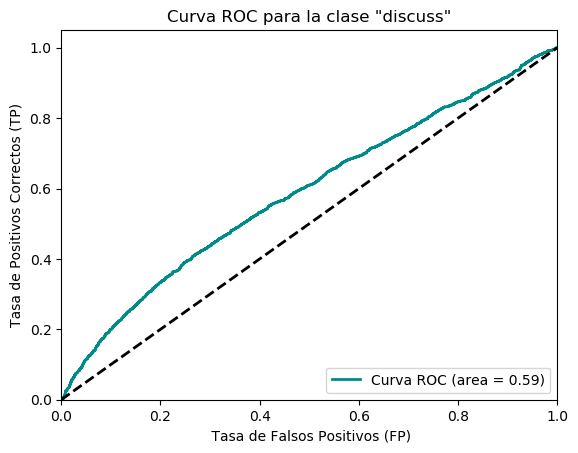 Curva ROC para la clase "discuss"
Tasa de Positivos Correctos (TP)
1.0
0.8
0.6
0.4
0.2
0.0
0.0 0.2 0.4 0.6 0.8 1.0
Curva ROC (area = 0.59)
Tasa de Falsos Positivos (FP)